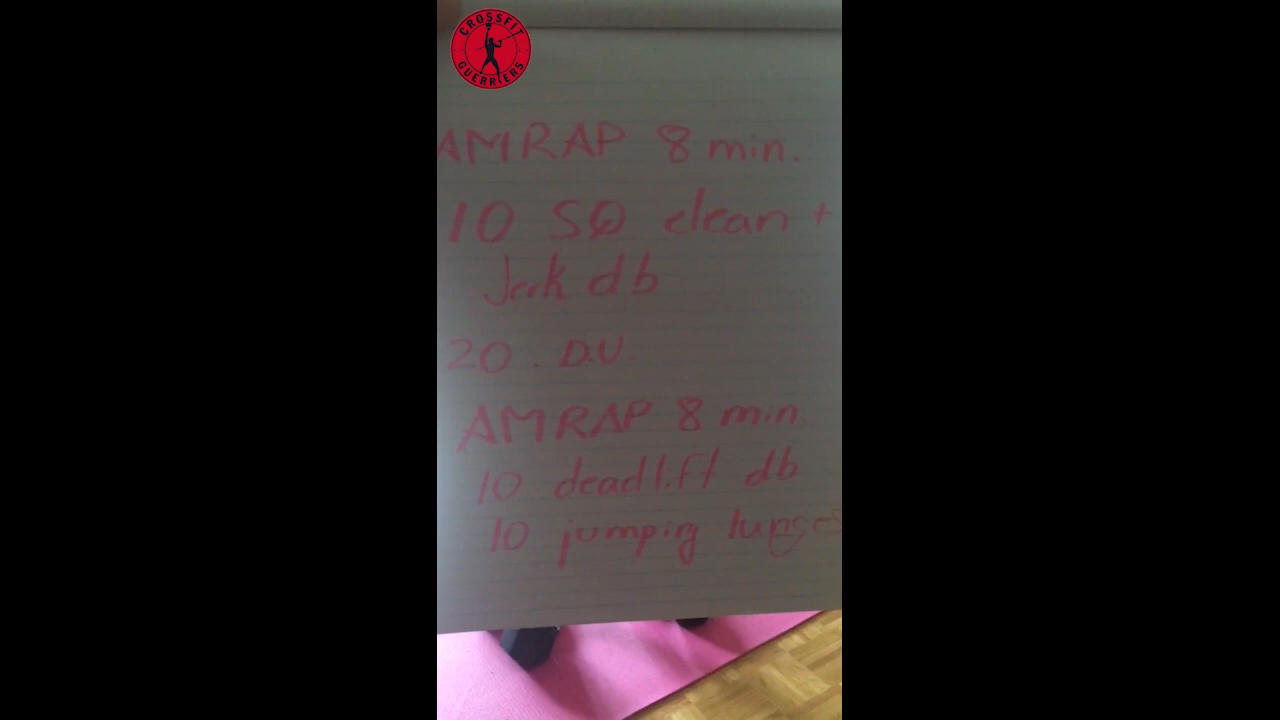 CROSSFIT
GUERRIERS
AMRAP 8 min.
10 SQ clean +
Jerk db
20 . D.U
AMRAP 8 min.
10 deadlift db
10 jumping lunges